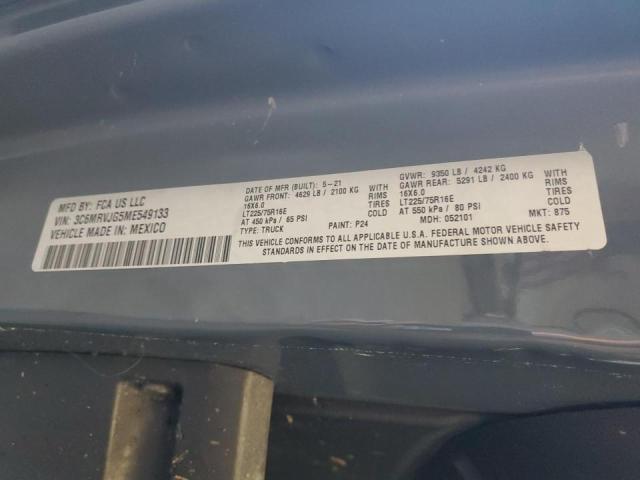 MFD BY: FCA US LLC
VIN: 3C6MRVJG5ME549133
VEHICLE MADE IN: MEXICO
DATE OF MFR (BUILT): 5-21
GAWR FRONT: 4629 LB / 2100 KG WITH
16X6.0 TIRES
LT225/75R16E RIMS
AT 450 kPa / 65 PSI COLD
TYPE: TRUCK PAINT: P24
GVWR: 9350 LB / 4242 KG
GAWR REAR: 5291 LB / 2400 KG WITH
16X6.0 TIRES
LT225/75R16E RIMS
AT 550 kPa / 80 PSI COLD
MDH: 052101 MKT: 875
THIS VEHICLE CONFORMS TO ALL APPLICABLE U.S.A. FEDERAL MOTOR VEHICLE SAFETY
STANDARDS IN EFFECT ON THE DATE OF MANUFACTURE SHOWN ABOVE.